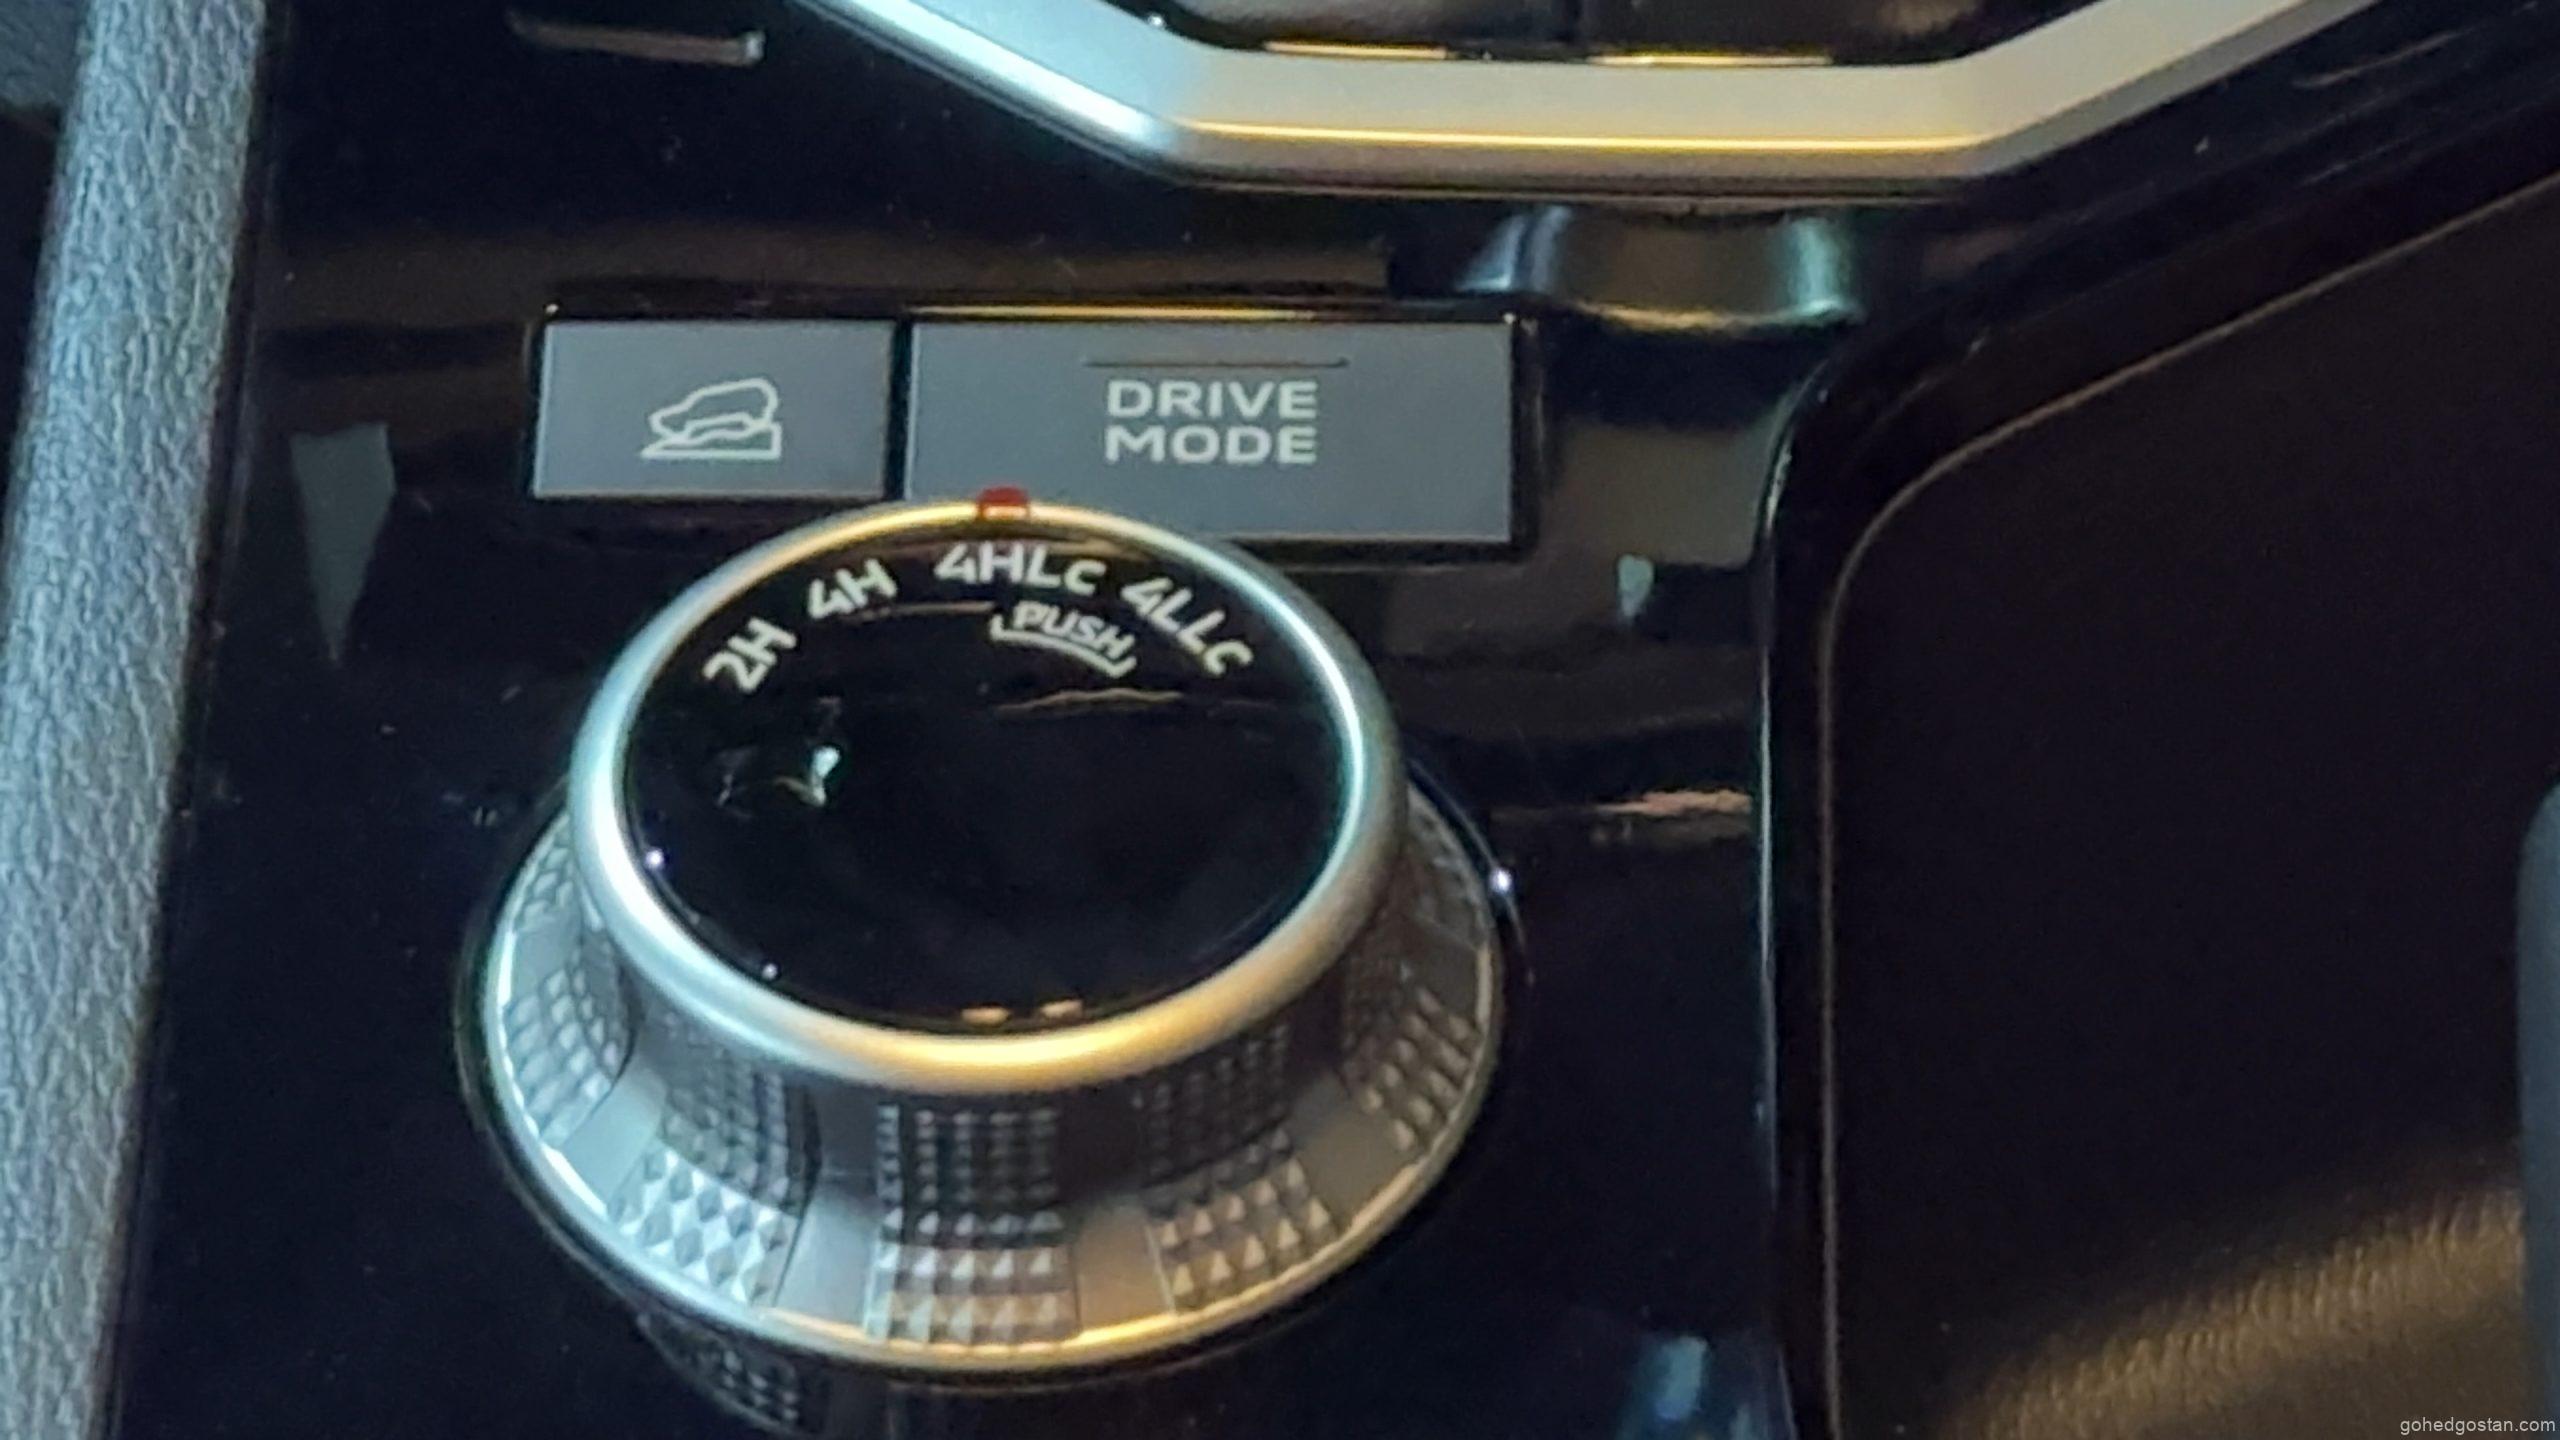 DRIVE
MODE
2H 4H 4HLc 4LLc
PUSH
gohedgostan.com